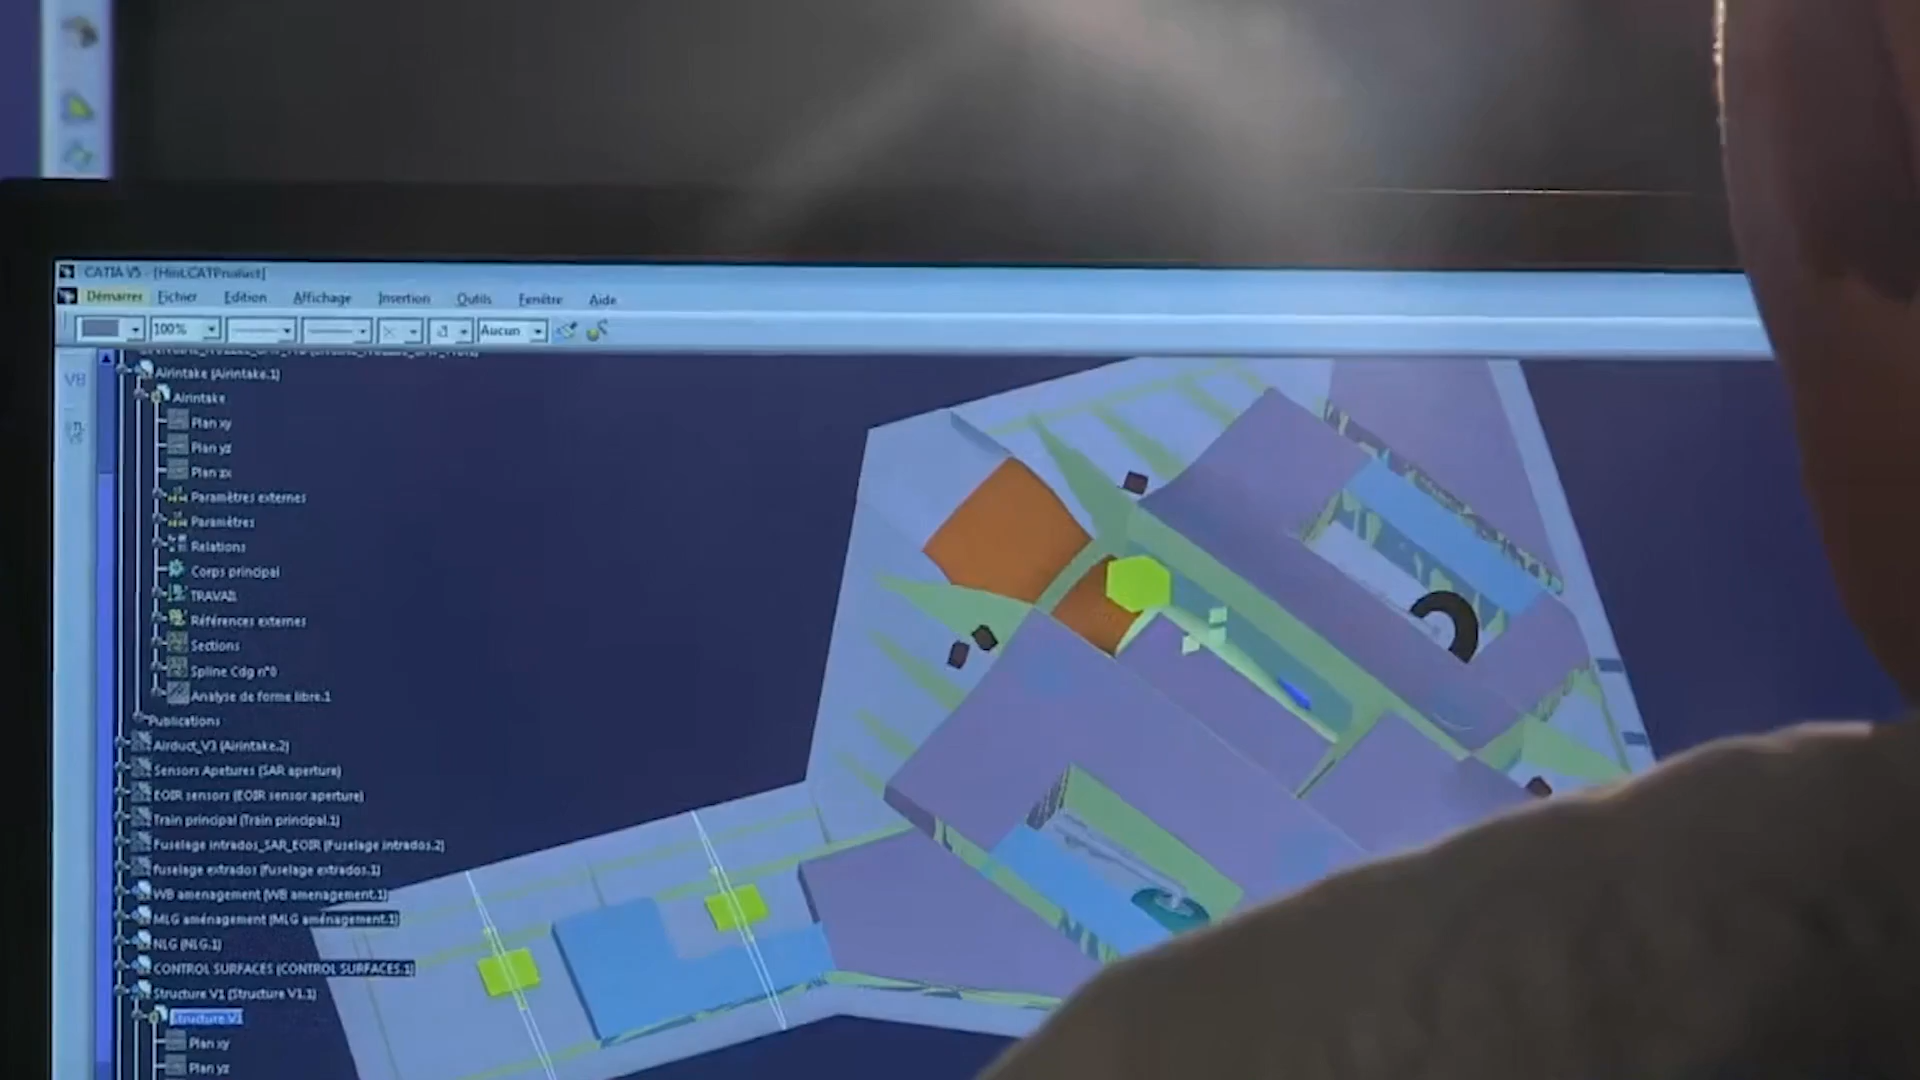 CATIA V5 - [Hint.CATProduct]
Démarrer Fichier Edition Affichage Insertion Outils Fenêtre Aide
100% Aucun
Airintake (Airintake.1)
Airintake
Plan xy
Plan yz
Plan zx
Paramètres externes
Paramètres
Relations
Corps principal
TRAVAIL
Références externes
Sections
Spline Cdg n°0
Analyse de forme libre.1
Publications
Airduct_V3 (Airintake.2)
Sensors Apetures (SAR aperture)
EOIR sensors (EOIR sensor aperture)
Train principal (Train principal.1)
Fuselage intrados_SAR_EOIR (Fuselage intrados.2)
fuselage extrados (fuselage extrados.1)
WB amenagement (WB amenagement.1)
MLG aménagement (MLG aménagement.1)
NLG (NLG.1)
CONTROL SURFACES (CONTROL SURFACES.1)
Structure V1 (Structure V1.1)
Structure V1
Plan xy
Plan yz